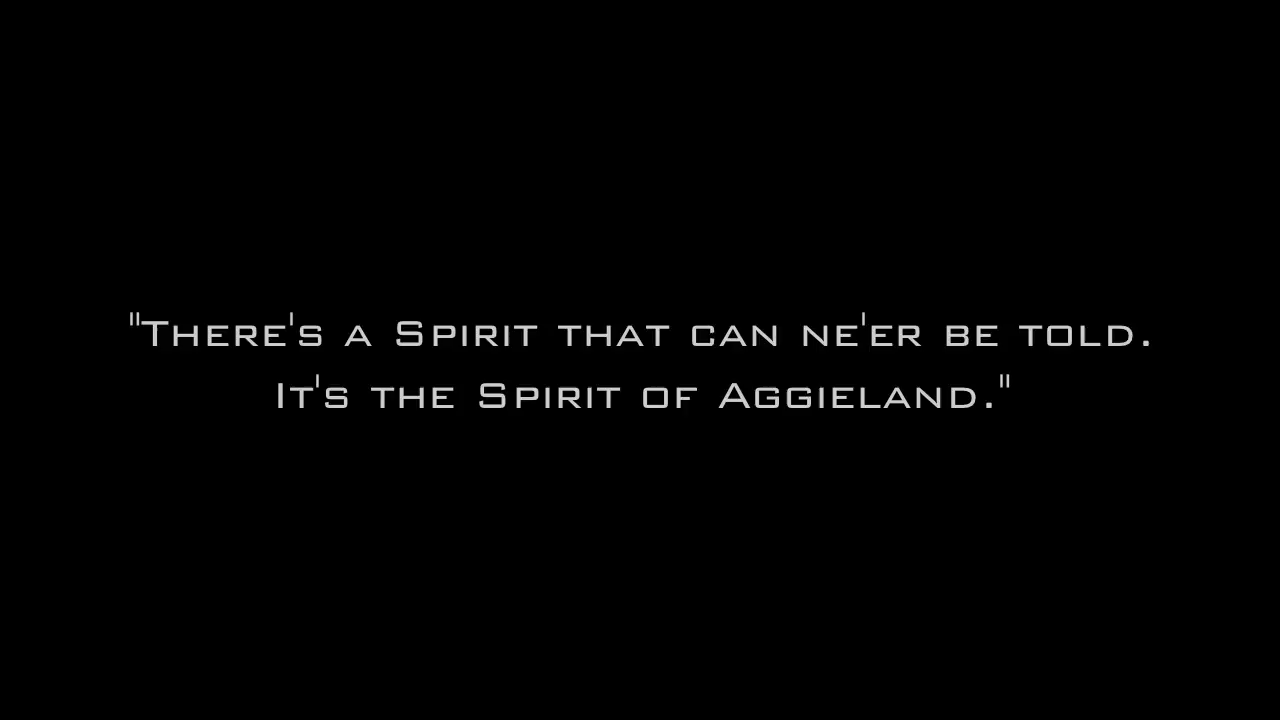 "There's a Spirit that can ne'er be told.
It's the Spirit of Aggieland."